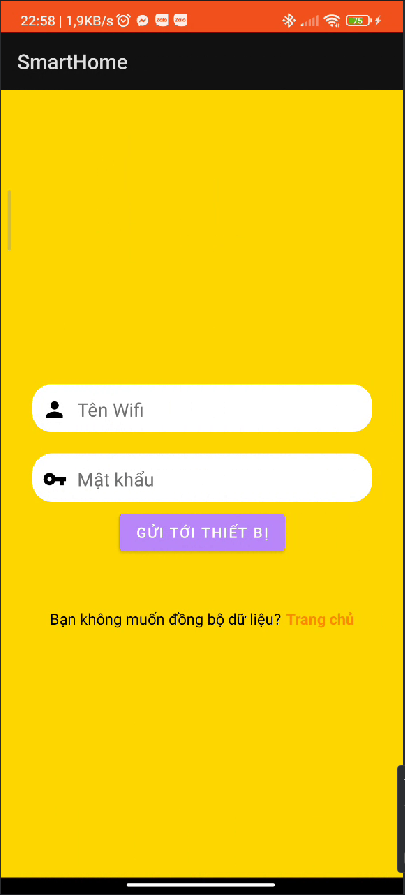 22:58 | 1,9KB/s
75
SmartHome
Tên Wifi
Mật khẩu
GỬI TỚI THIẾT BỊ
Bạn không muốn đồng bộ dữ liệu? Trang chủ